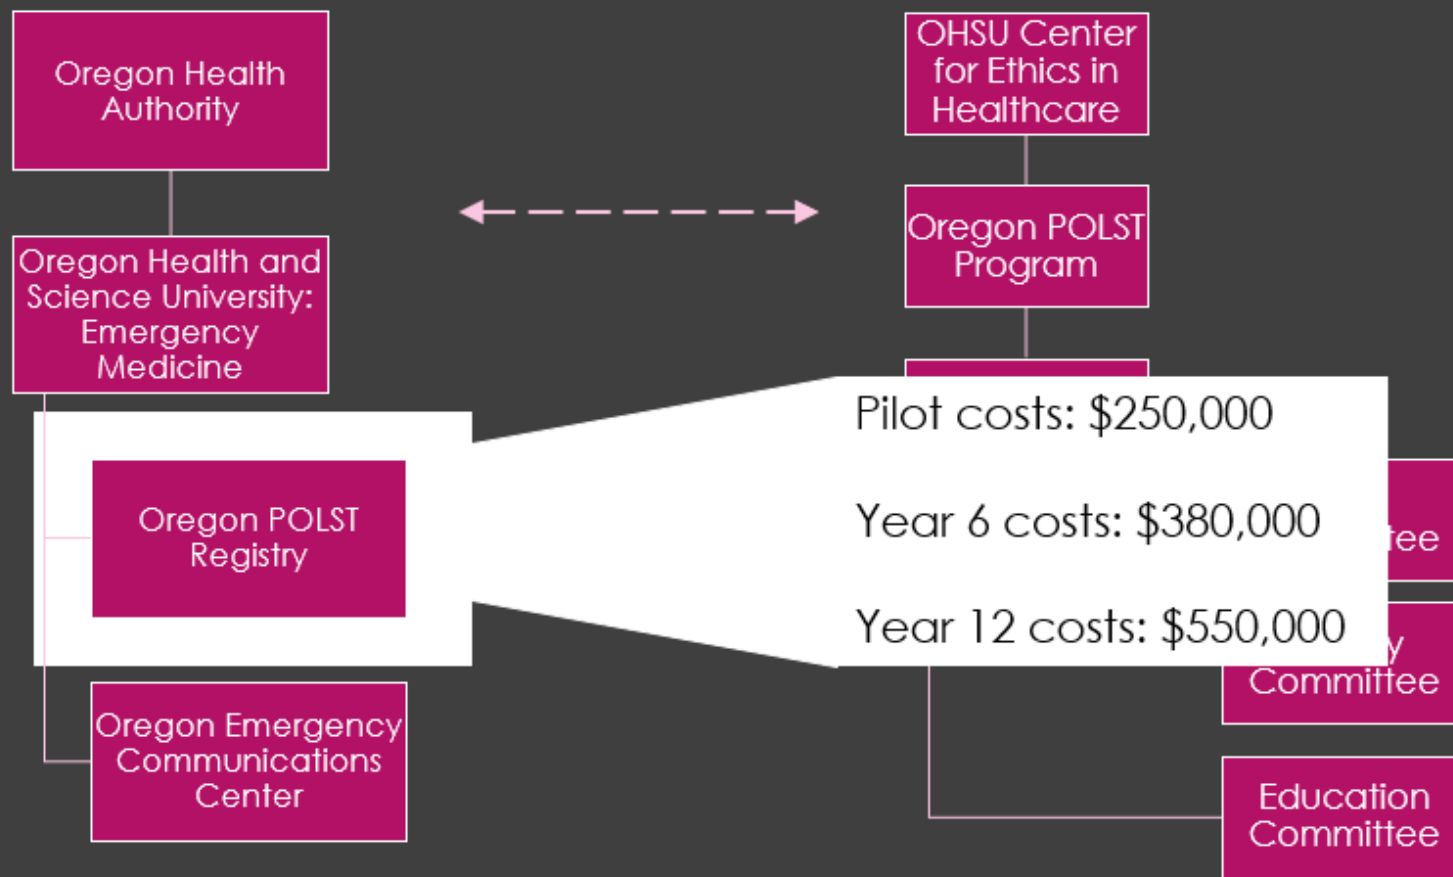 Oregon Health
Authority
Oregon Health and
Science University:
Emergency
Medicine
Oregon POLST
Registry
Oregon Emergency
Communications
Center
OHSU Center
for Ethics in
Healthcare
Oregon POLST
Program
Pilot costs: $250,000
Year 6 costs: $380,000
Year 12 costs: $550,000
Committee
Education
Committee